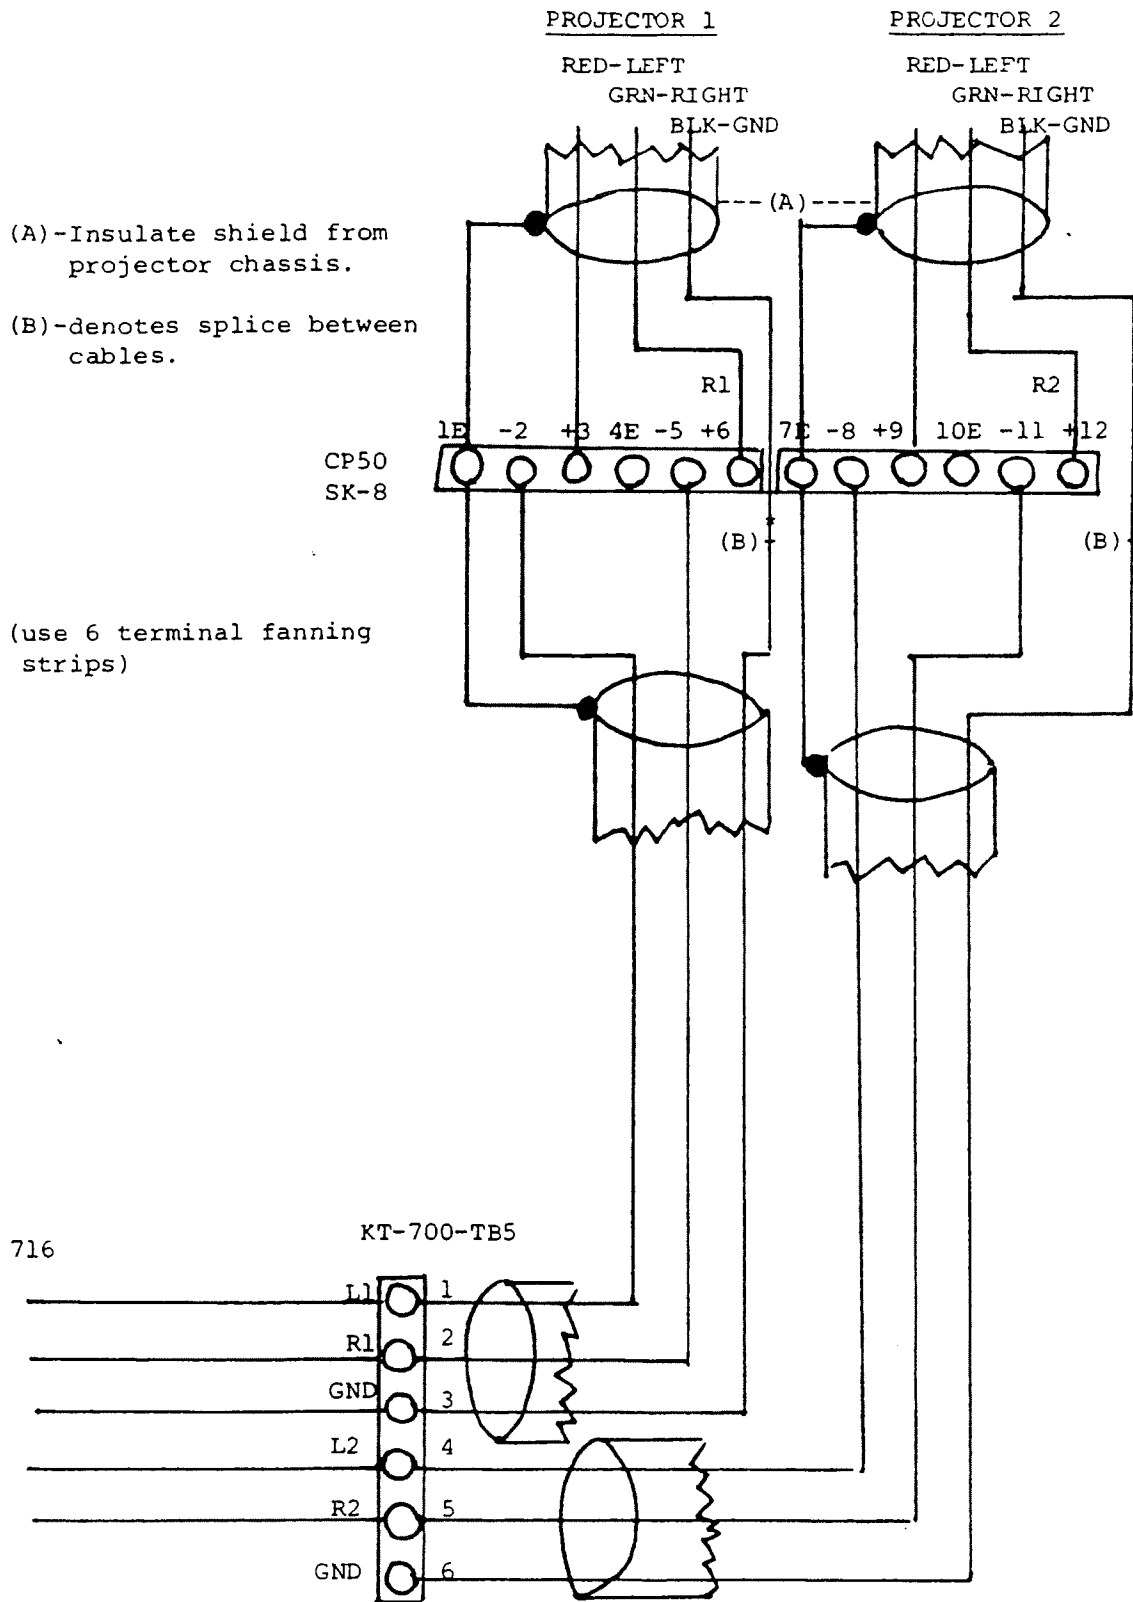 PROJECTOR 1
PROJECTOR 2
RED-LEFT
GRN-RIGHT
BLK-GND
RED-LEFT
GRN-RIGHT
BLK-GND
---(A)----
(A)-Insulate shield from
projector chassis.
(B)-denotes splice between
cables.
R1
R2
1E -2 +3 4E -5 +6
7E -8 +9 10E -11 +12
CP50
SK-8
(B)
(B)
(use 6 terminal fanning
strips)
716
KT-700-TB5
L1 1
R1 2
GND 3
L2 4
R2 5
GND 6